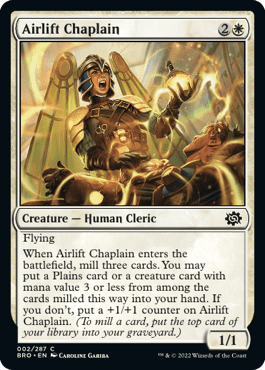 Airlift Chaplain 2
Creature — Human Cleric
Flying
When Airlift Chaplain enters the
battlefield, mill three cards. You may
put a Plains card or a creature card with
mana value 3 or less from among the
cards milled this way into your hand. If
you don't, put a +1/+1 counter on Airlift
Chaplain. (To mill a card, put the top card of
your library into your graveyard.)
1/1
002/287 C
BRO • EN CAROLINE GARIBA
™ & © 2022 Wizards of the Coast